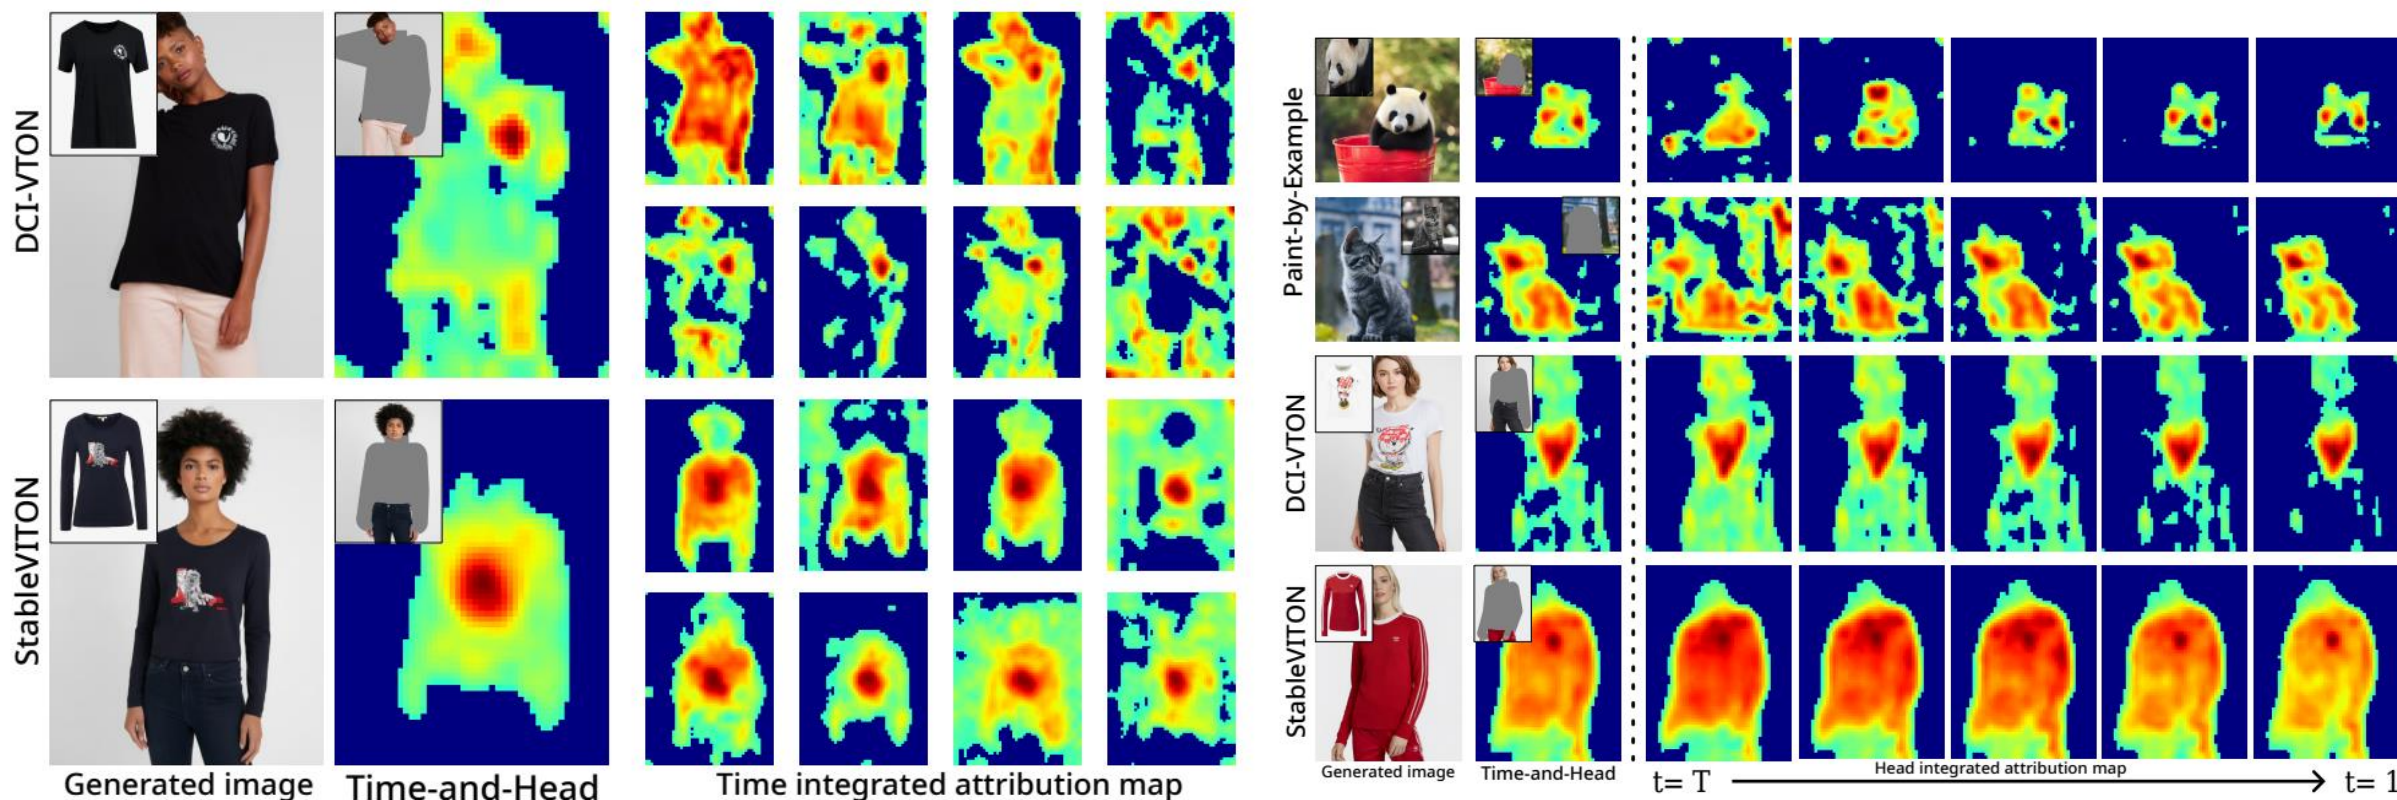 DCI-VTON
StableVITON
Generated image
Time-and-Head
Time integrated attribution map
Paint-by-Example
DCI-VTON
StableVITON
Generated image
Time-and-Head
Head integrated attribution map
t= T
t= 1